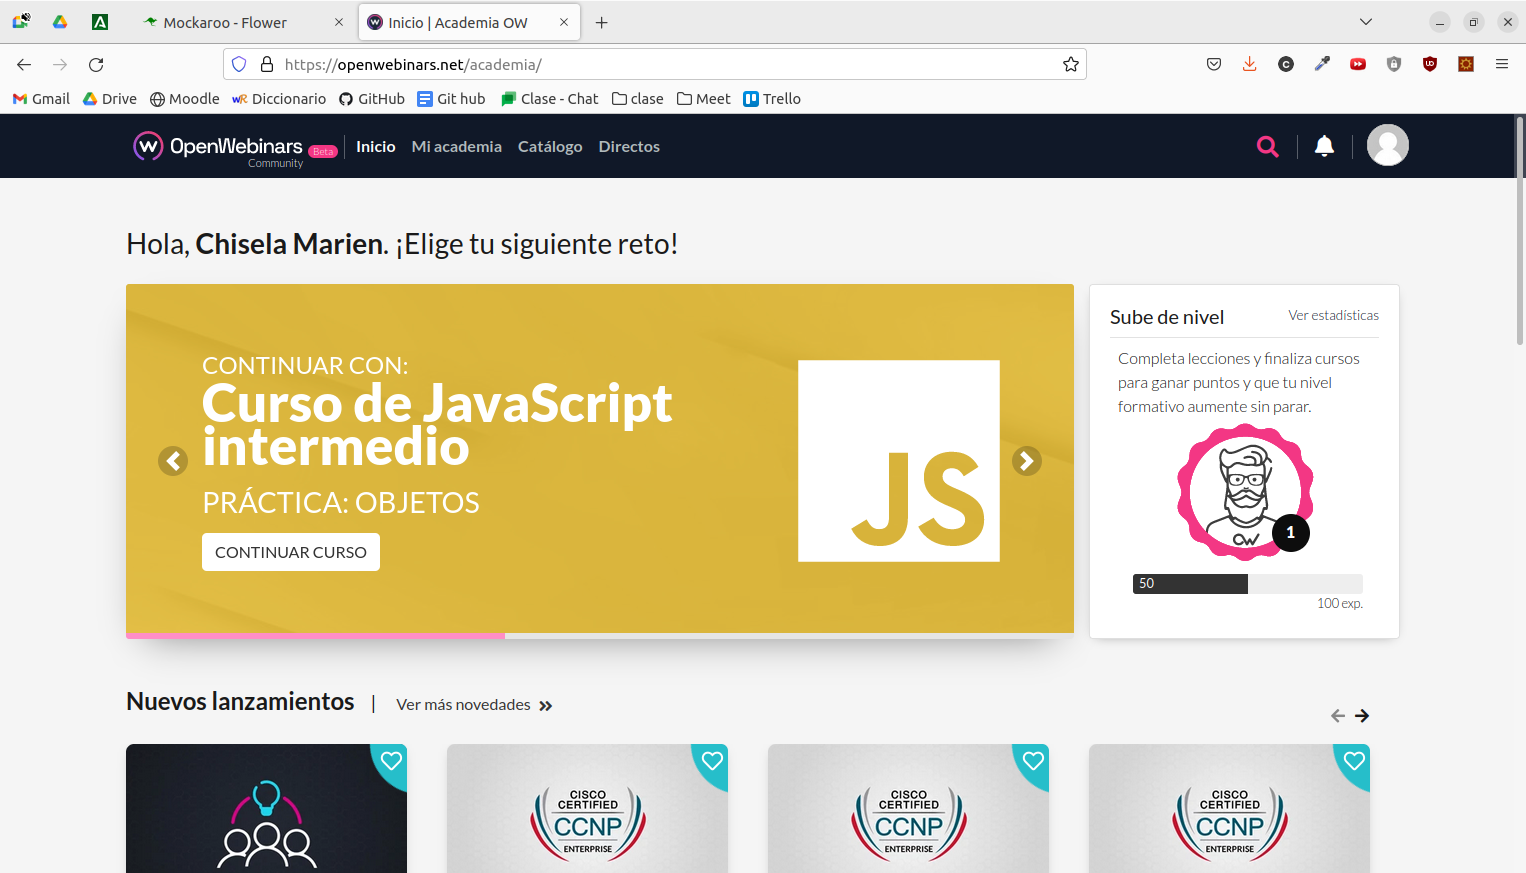 Mockaroo - Flower
Inicio | Academia OW
https://openwebinars.net/academia/
Gmail Drive Moodle Diccionario GitHub Git hub Clase - Chat clase Meet Trello
OpenWebinars Beta
Community
Inicio Mi academia Catálogo Directos
Hola, Chisela Marien. ¡Elige tu siguiente reto!
CONTINUAR CON:
Curso de JavaScript
intermedio
PRÁCTICA: OBJETOS
CONTINUAR CURSO
JS
Sube de nivel Ver estadísticas
Completa lecciones y finaliza cursos
para ganar puntos y que tu nivel
formativo aumente sin parar.
OW
1
50
100 exp.
Nuevos lanzamientos | Ver más novedades
CISCO
CERTIFIED
CCNP
ENTERPRISE
CISCO
CERTIFIED
CCNP
ENTERPRISE
CISCO
CERTIFIED
CCNP
ENTERPRISE